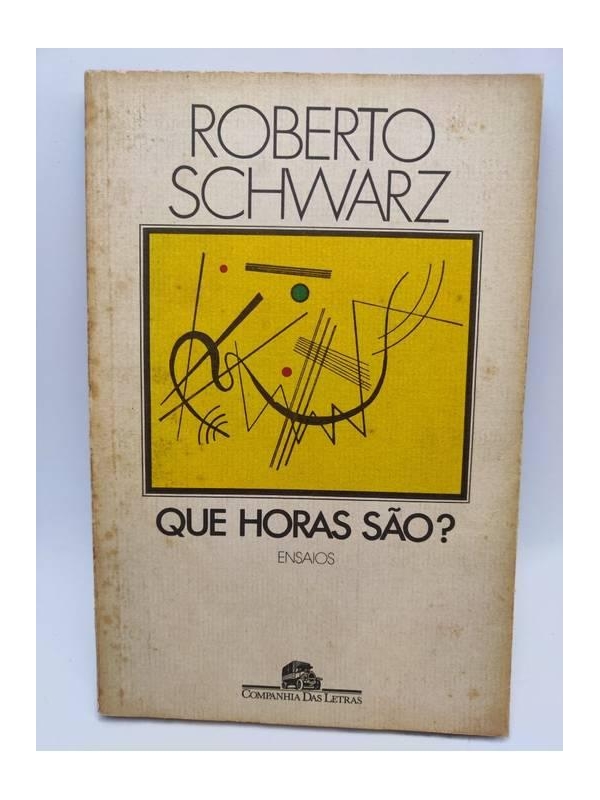 ROBERTO
SCHWARZ
QUE HORAS SÃO?
ENSAIOS
COMPANHIA DAS LETRAS